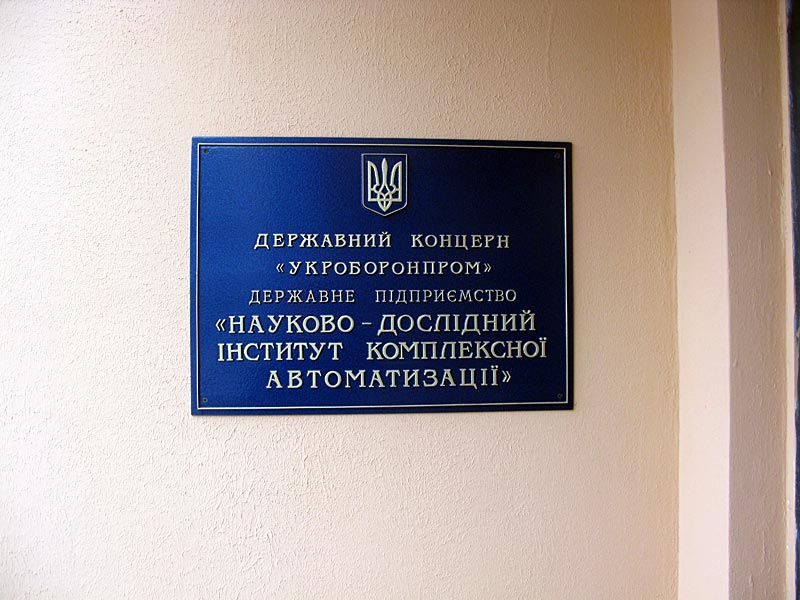 ДЕРЖАВНИЙ КОНЦЕРН
«УКРОБОРОНПРОМ»
ДЕРЖАВНЕ ПІДПРИЄМСТВО
«НАУКОВО – ДОСЛІДНИЙ
ІНСТИТУТ КОМПЛЕКСНОЇ
АВТОМАТИЗАЦІЇ»